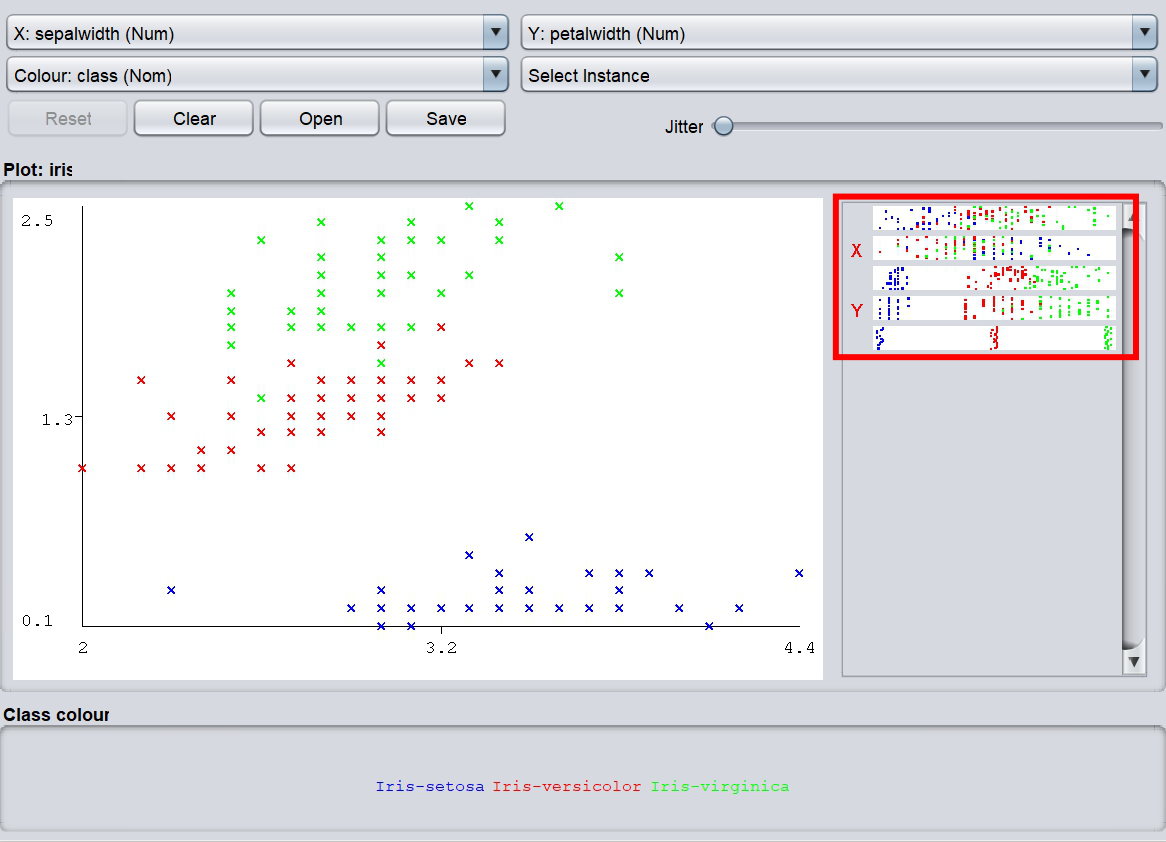 X: sepalwidth (Num) Y: petalwidth (Num)
Colour: class (Nom) Select Instance
Reset Clear Open Save Jitter
Plot: iris
2.5
X
Y
1.3
0.1
2 3.2 4.4
Class colour
Iris-setosa Iris-versicolor Iris-virginica